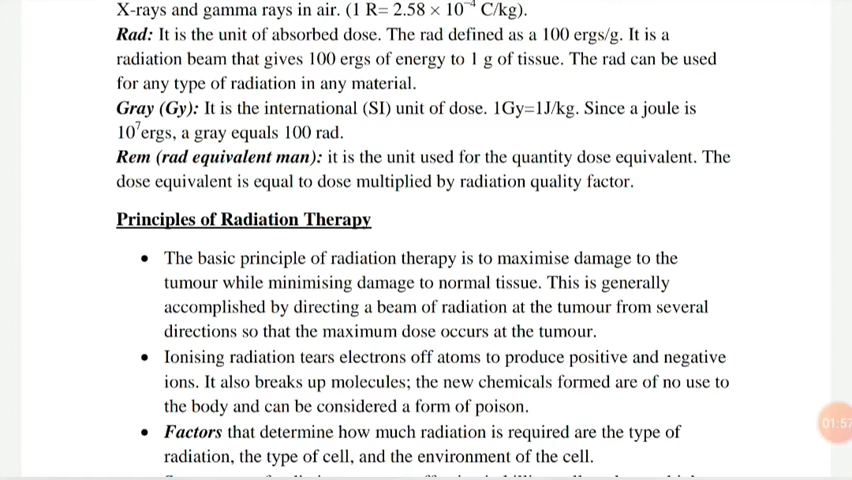 X-rays and gamma rays in air. (1 R= 2.58 × 10⁻⁴ C/kg).
Rad: It is the unit of absorbed dose. The rad defined as a 100 ergs/g. It is a
radiation beam that gives 100 ergs of energy to 1 g of tissue. The rad can be used
for any type of radiation in any material.
Gray (Gy): It is the international (SI) unit of dose. 1Gy=1J/kg. Since a joule is
10⁷ergs, a gray equals 100 rad.
Rem (rad equivalent man): it is the unit used for the quantity dose equivalent. The
dose equivalent is equal to dose multiplied by radiation quality factor.
Principles of Radiation Therapy
• The basic principle of radiation therapy is to maximise damage to the
tumour while minimising damage to normal tissue. This is generally
accomplished by directing a beam of radiation at the tumour from several
directions so that the maximum dose occurs at the tumour.
• Ionising radiation tears electrons off atoms to produce positive and negative
ions. It also breaks up molecules; the new chemicals formed are of no use to
the body and can be considered a form of poison.
• Factors that determine how much radiation is required are the type of
radiation, the type of cell, and the environment of the cell.
01:57